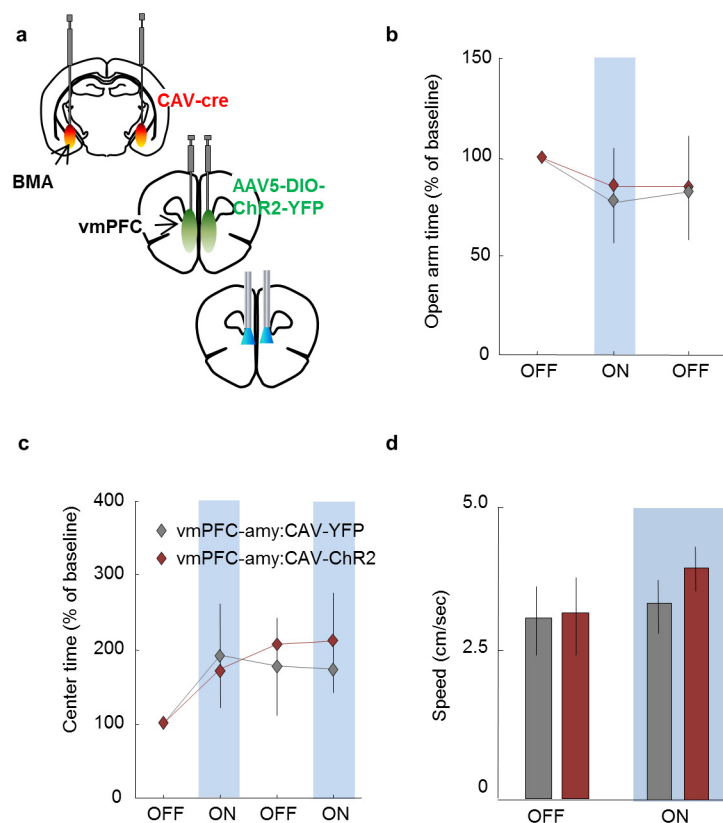 a
CAV-cre
BMA
AAV5-DIO-
ChR2-YFP
vmPFC
b
Open arm time (% of baseline)
150
100
50
0
OFF
ON
OFF
c
Center time (% of baseline)
400
300
200
100
0
vmPFC-amy:CAV-YFP
vmPFC-amy:CAV-ChR2
OFF
ON
OFF
ON
d
Speed (cm/sec)
5.0
2.5
0
OFF
ON